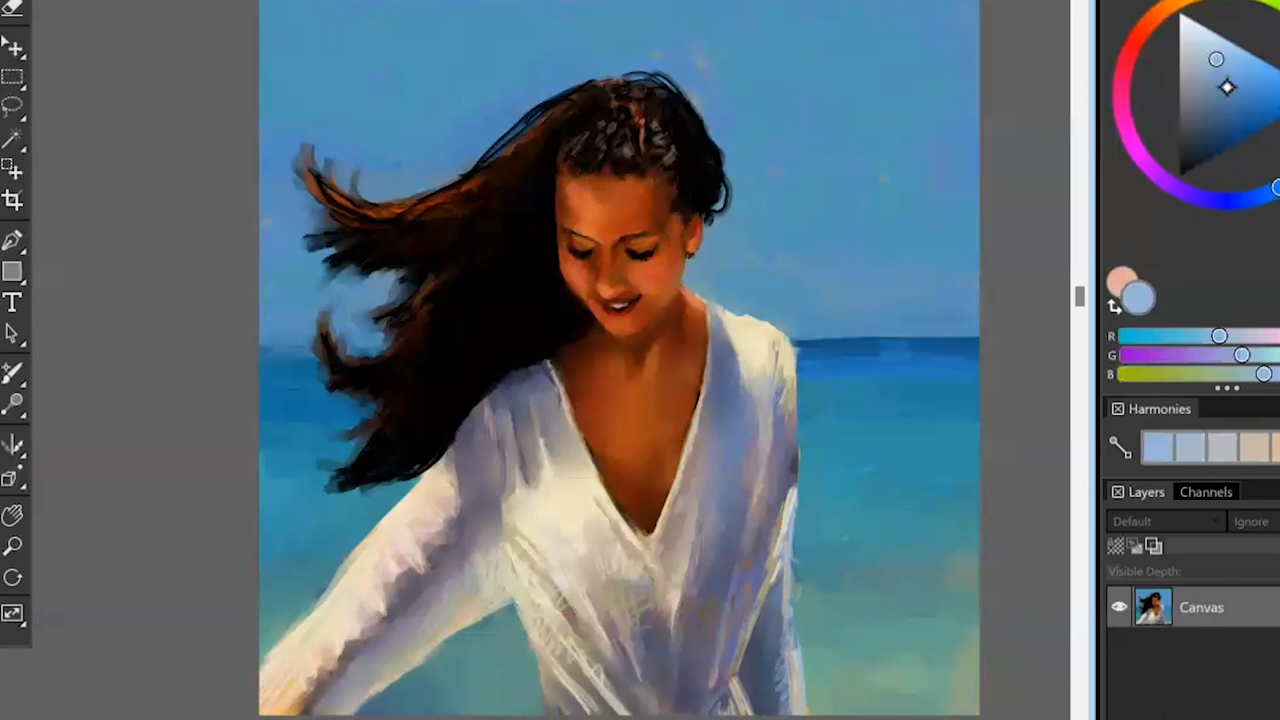 T
R
G
B
Harmonies
Layers Channels
Default Ignore
Visible Depth:
Canvas